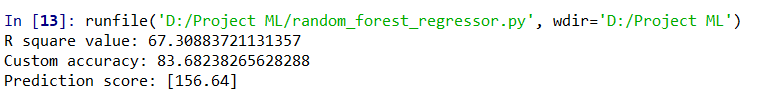 In [13]: runfile('D:/Project ML/random_forest_regressor.py', wdir='D:/Project ML')
R square value: 67.30883721131357
Custom accuracy: 83.68238265628288
Prediction score: [156.64]